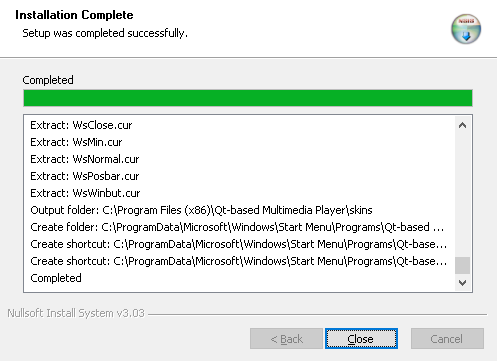 Installation Complete
Setup was completed successfully.
Completed
Extract: WsClose.cur
Extract: WsMin.cur
Extract: WsNormal.cur
Extract: WsPosbar.cur
Extract: WsWinbut.cur
Output folder: C:\Program Files (x86)\Qt-based Multimedia Player\skins
Create folder: C:\ProgramData\Microsoft\Windows\Start Menu\Programs\Qt-based ...
Create shortcut: C:\ProgramData\Microsoft\Windows\Start Menu\Programs\Qt-base...
Create shortcut: C:\ProgramData\Microsoft\Windows\Start Menu\Programs\Qt-base...
Completed
Nullsoft Install System v3.03
< Back Close Cancel